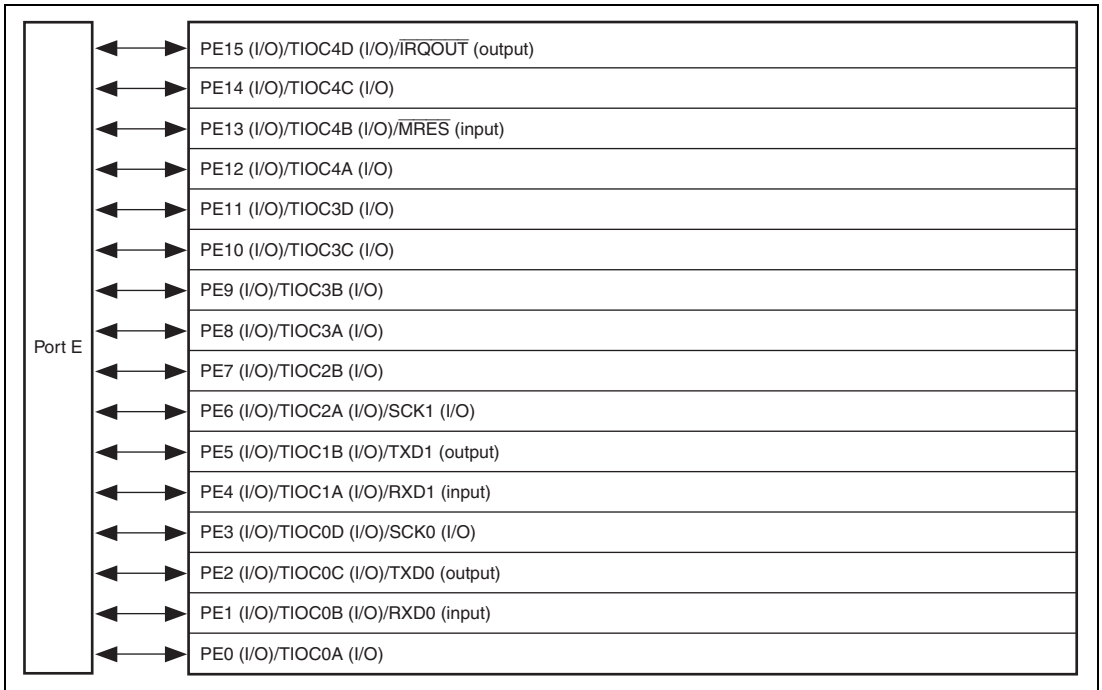 PE15 (I/O)/TIOC4D (I/O)/I̅R̅Q̅O̅U̅T̅ (output)
PE14 (I/O)/TIOC4C (I/O)
PE13 (I/O)/TIOC4B (I/O)/M̅R̅E̅S̅ (input)
PE12 (I/O)/TIOC4A (I/O)
PE11 (I/O)/TIOC3D (I/O)
PE10 (I/O)/TIOC3C (I/O)
PE9 (I/O)/TIOC3B (I/O)
PE8 (I/O)/TIOC3A (I/O)
Port E
PE7 (I/O)/TIOC2B (I/O)
PE6 (I/O)/TIOC2A (I/O)/SCK1 (I/O)
PE5 (I/O)/TIOC1B (I/O)/TXD1 (output)
PE4 (I/O)/TIOC1A (I/O)/RXD1 (input)
PE3 (I/O)/TIOC0D (I/O)/SCK0 (I/O)
PE2 (I/O)/TIOC0C (I/O)/TXD0 (output)
PE1 (I/O)/TIOC0B (I/O)/RXD0 (input)
PE0 (I/O)/TIOC0A (I/O)